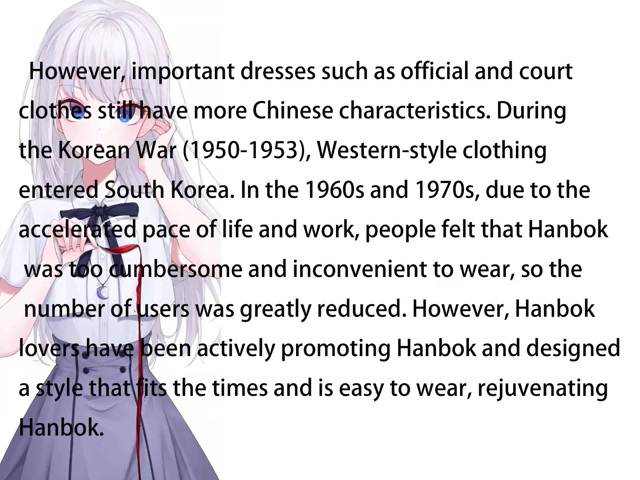 However, important dresses such as official and court
clothes still have more Chinese characteristics. During
the Korean War (1950-1953), Western-style clothing
entered South Korea. In the 1960s and 1970s, due to the
accelerated pace of life and work, people felt that Hanbok
was too cumbersome and inconvenient to wear, so the
number of users was greatly reduced. However, Hanbok
lovers have been actively promoting Hanbok and designed
a style that fits the times and is easy to wear, rejuvenating
Hanbok.